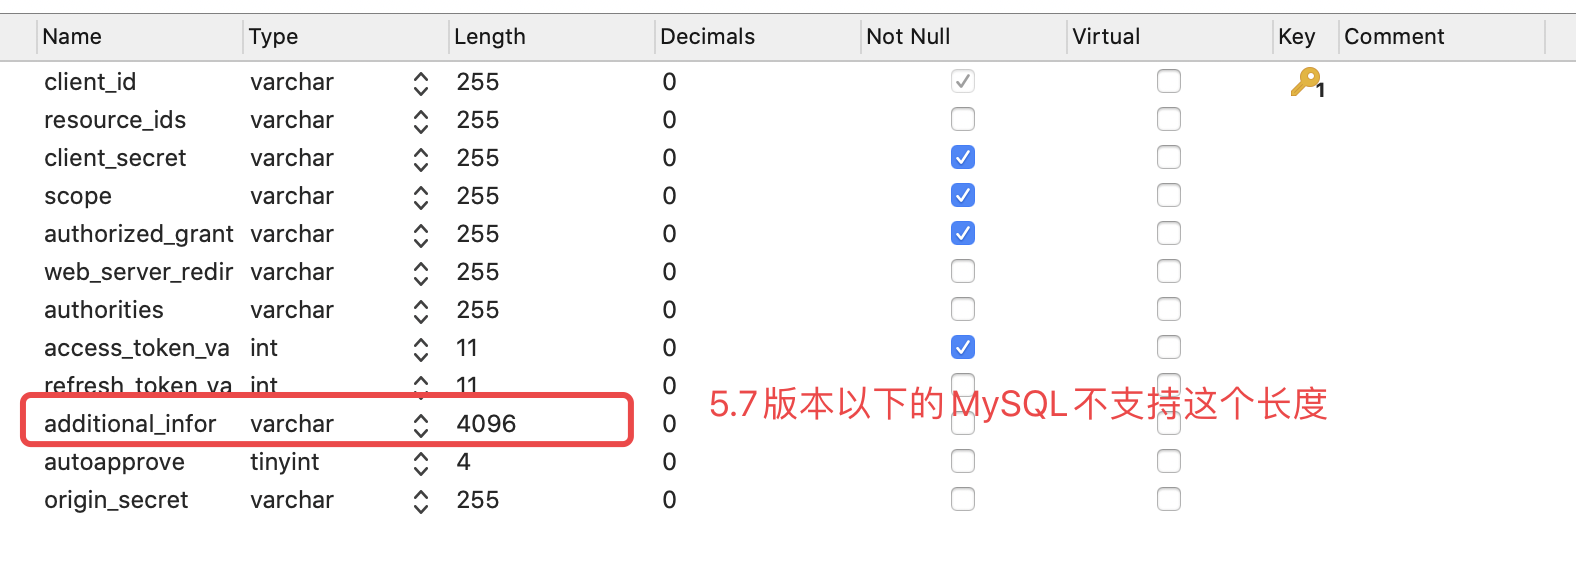 Name Type Length Decimals Not Null Virtual Key Comment
client_id varchar 255 0 1
resource_ids varchar 255 0
client_secret varchar 255 0
scope varchar 255 0
authorized_grant varchar 255 0
web_server_redir varchar 255 0
authorities varchar 255 0
access_token_va int 11 0
refresh_token_va int 11 0
5.7版本以下的MySQL不支持这个长度
additional_infor varchar 4096 0
autoapprove tinyint 4 0
origin_secret varchar 255 0